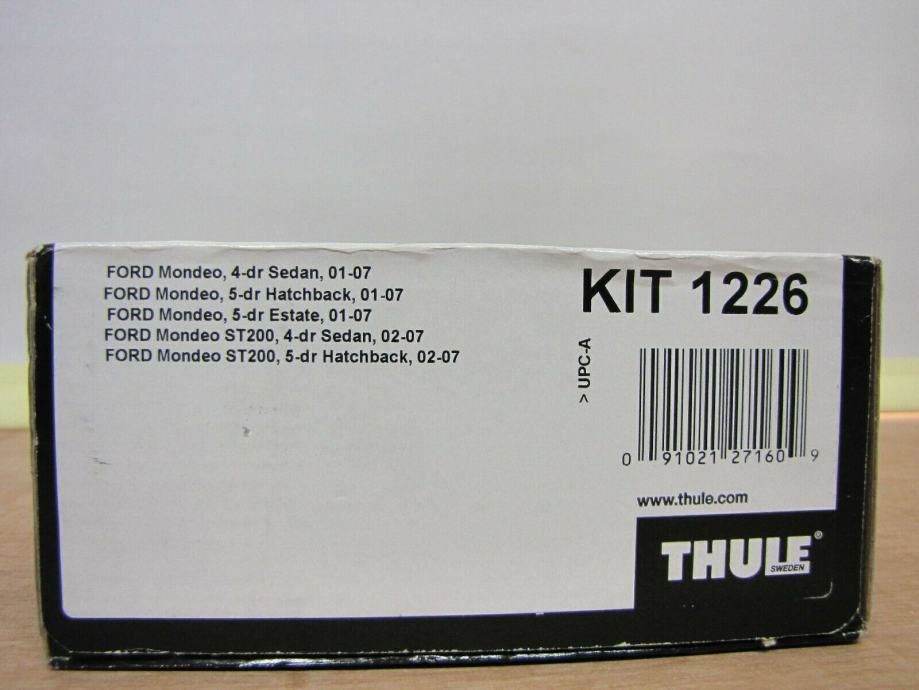 FORD Mondeo, 4-dr Sedan, 01-07
FORD Mondeo, 5-dr Hatchback, 01-07
FORD Mondeo, 5-dr Estate, 01-07
FORD Mondeo ST200, 4-dr Sedan, 02-07
FORD Mondeo ST200, 5-dr Hatchback, 02-07
KIT 1226
> UPC-A
0 91021 27160 9
www.thule.com
THULE®
SWEDEN